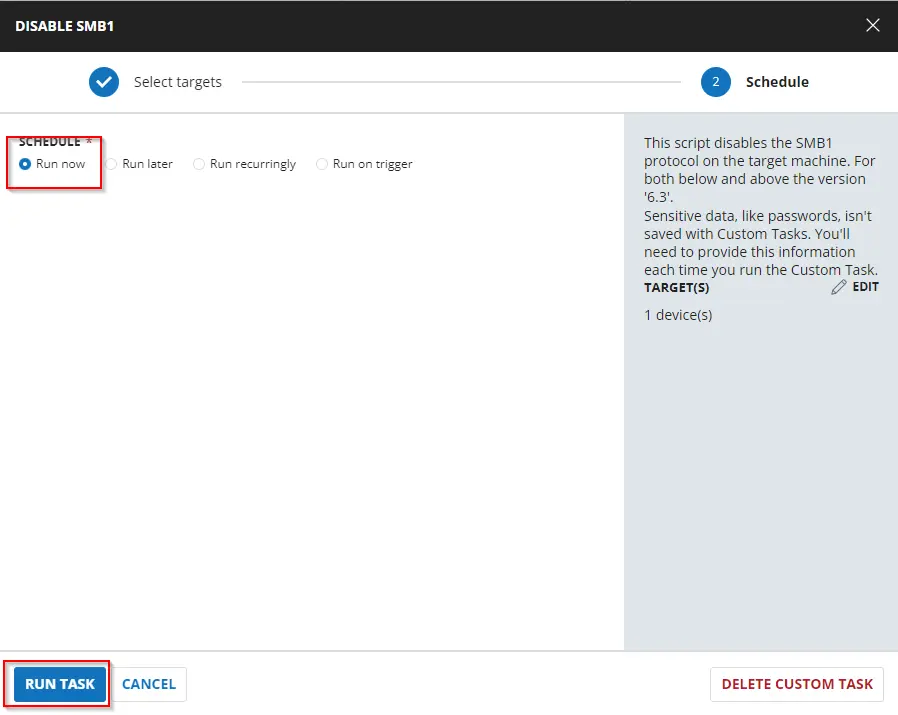 DISABLE SMB1
Select targets
2
Schedule
SCHEDULE *
Run now
Run later
Run recurringly
Run on trigger
This script disables the SMB1
protocol on the target machine. For
both below and above the version
'6.3'.
Sensitive data, like passwords, isn't
saved with Custom Tasks. You'll
need to provide this information
each time you run the Custom Task.
TARGET(S)
EDIT
1 device(s)
RUN TASK
CANCEL
DELETE CUSTOM TASK